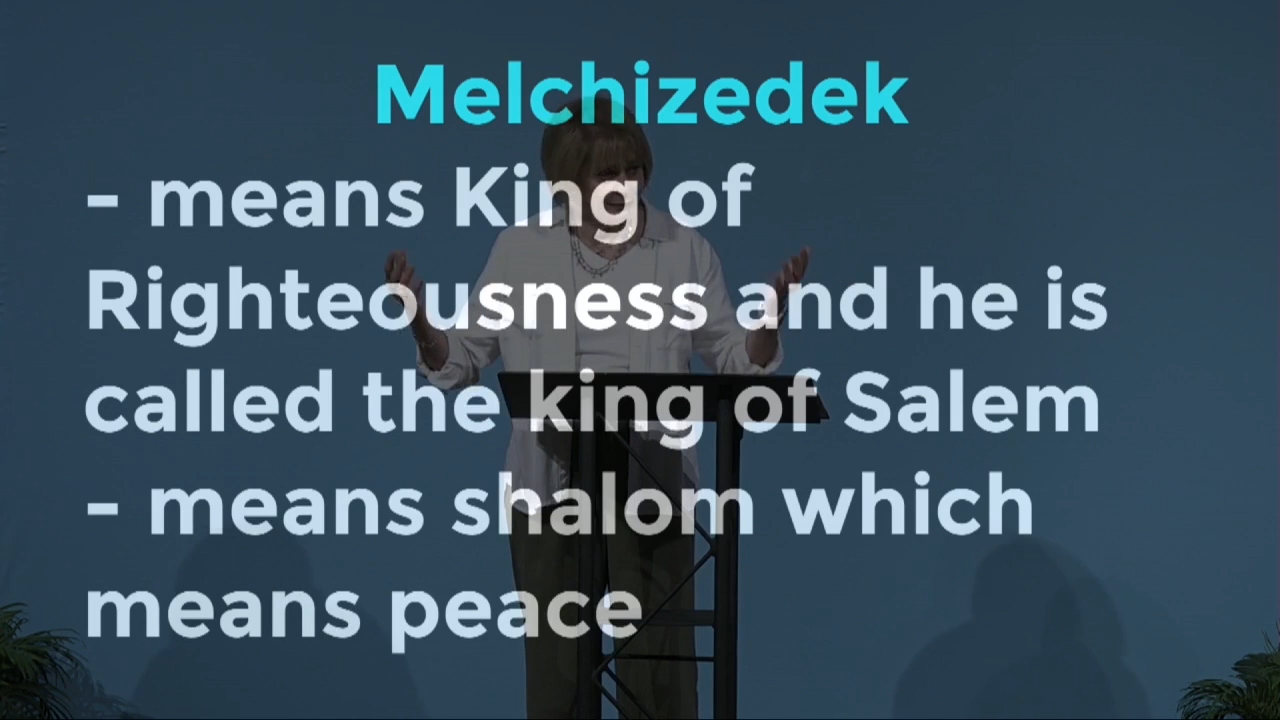 Melchizedek
- means King of
Righteousness and he is
called the king of Salem
- means shalom which
means peace